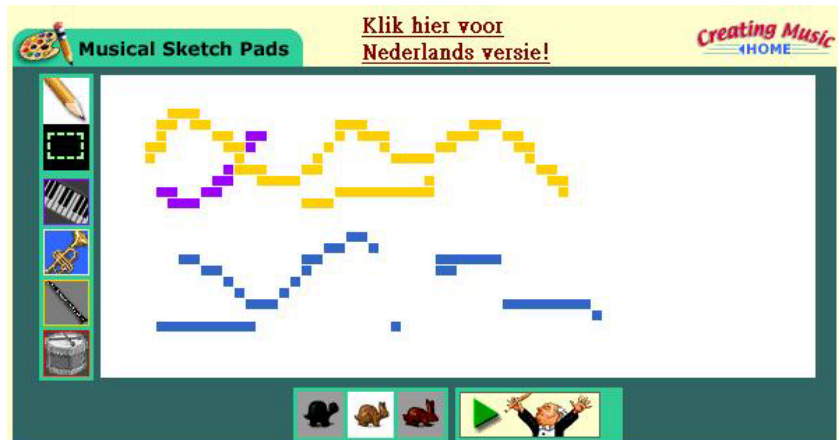 Musical Sketch Pads
Klik hier voor
Nederlands versie!
Creating Music
HOME